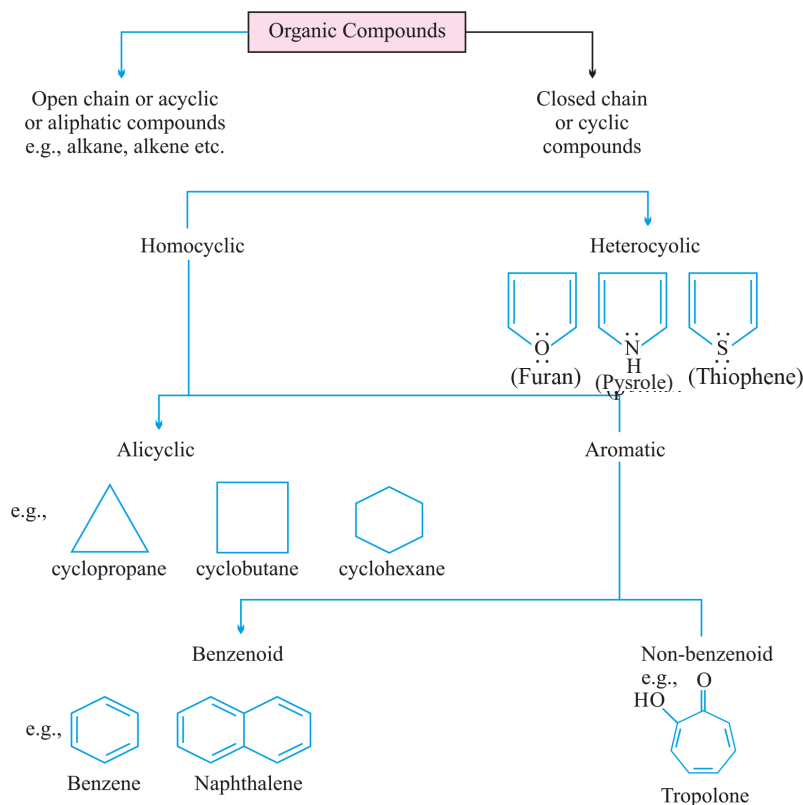 Organic Compounds
Open chain or acyclic
or aliphatic compounds
e.g., alkane, alkene etc.
Closed chain
or cyclic
compounds
Homocyclic
Heterocyolic
O
N
H
S
(Furan)
(Pysrole)
(Thiophene)
Alicyclic
Aromatic
e.g.,
cyclopropane
cyclobutane
cyclohexane
Benzenoid
Non-benzenoid
e.g.,
O
HO
e.g.,
Benzene
Naphthalene
Tropolone